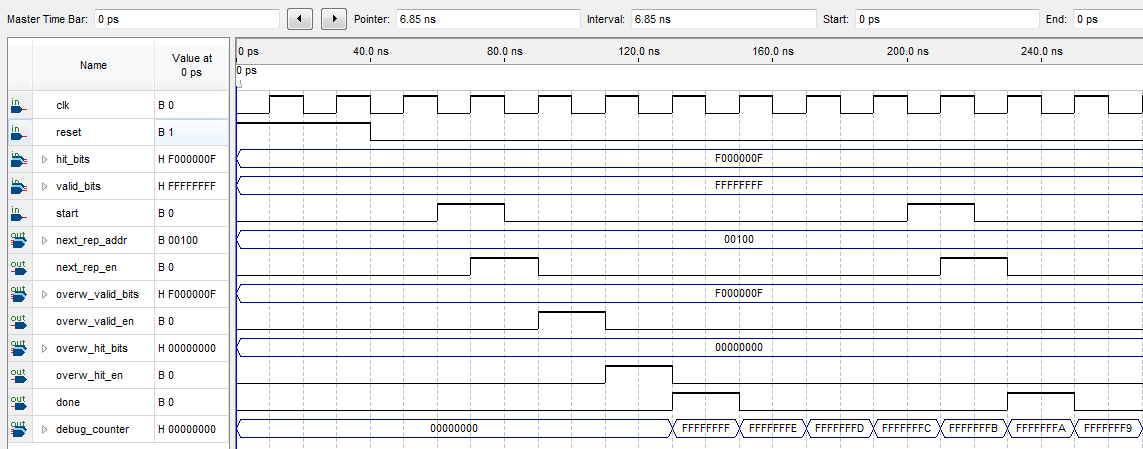 Master Time Bar: 0 ps Pointer: 6.85 ns Interval: 6.85 ns Start: 0 ps End: 0 ps
Name Value at 0 ps 0 ps 40.0 ns 80.0 ns 120.0 ns 160.0 ns 200.0 ns 240.0 ns
0 ps
in clk B 0
in reset B 1
in hit_bits H F000000F F000000F
in valid_bits H FFFFFFFF FFFFFFFF
in start B 0
out next_rep_addr B 00100 00100
out next_rep_en B 0
out overw_valid_bits H F000000F F000000F
out overw_valid_en B 0
out overw_hit_bits H 00000000 00000000
out overw_hit_en B 0
out done B 0
out debug_counter H 00000000 00000000 FFFFFFFF FFFFFFFE FFFFFFFD FFFFFFFC FFFFFFFB FFFFFFFA FFFFFFF9